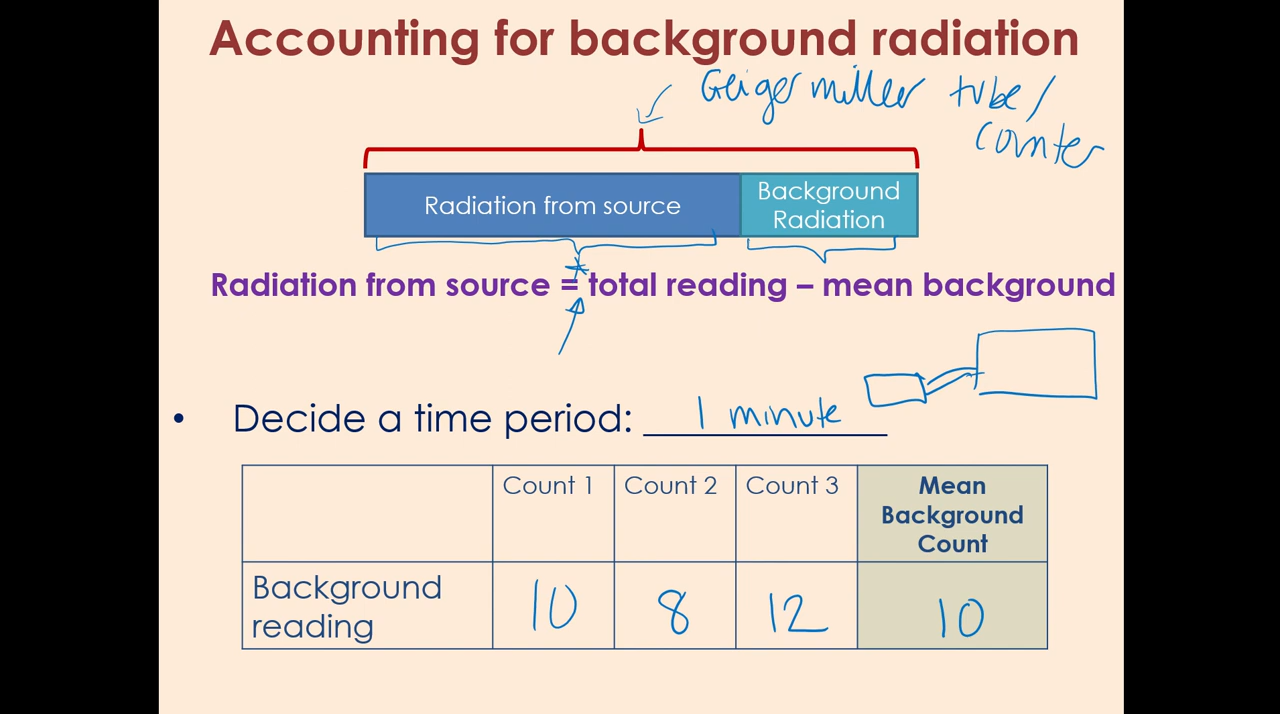 Accounting for background radiation
Geiger miller tube/
counter
Radiation from source
Background
Radiation
Radiation from source = total reading – mean background
• Decide a time period: 1 minute
Count 1 Count 2 Count 3 Mean
Background
Count
Background
reading
10 8 12 10